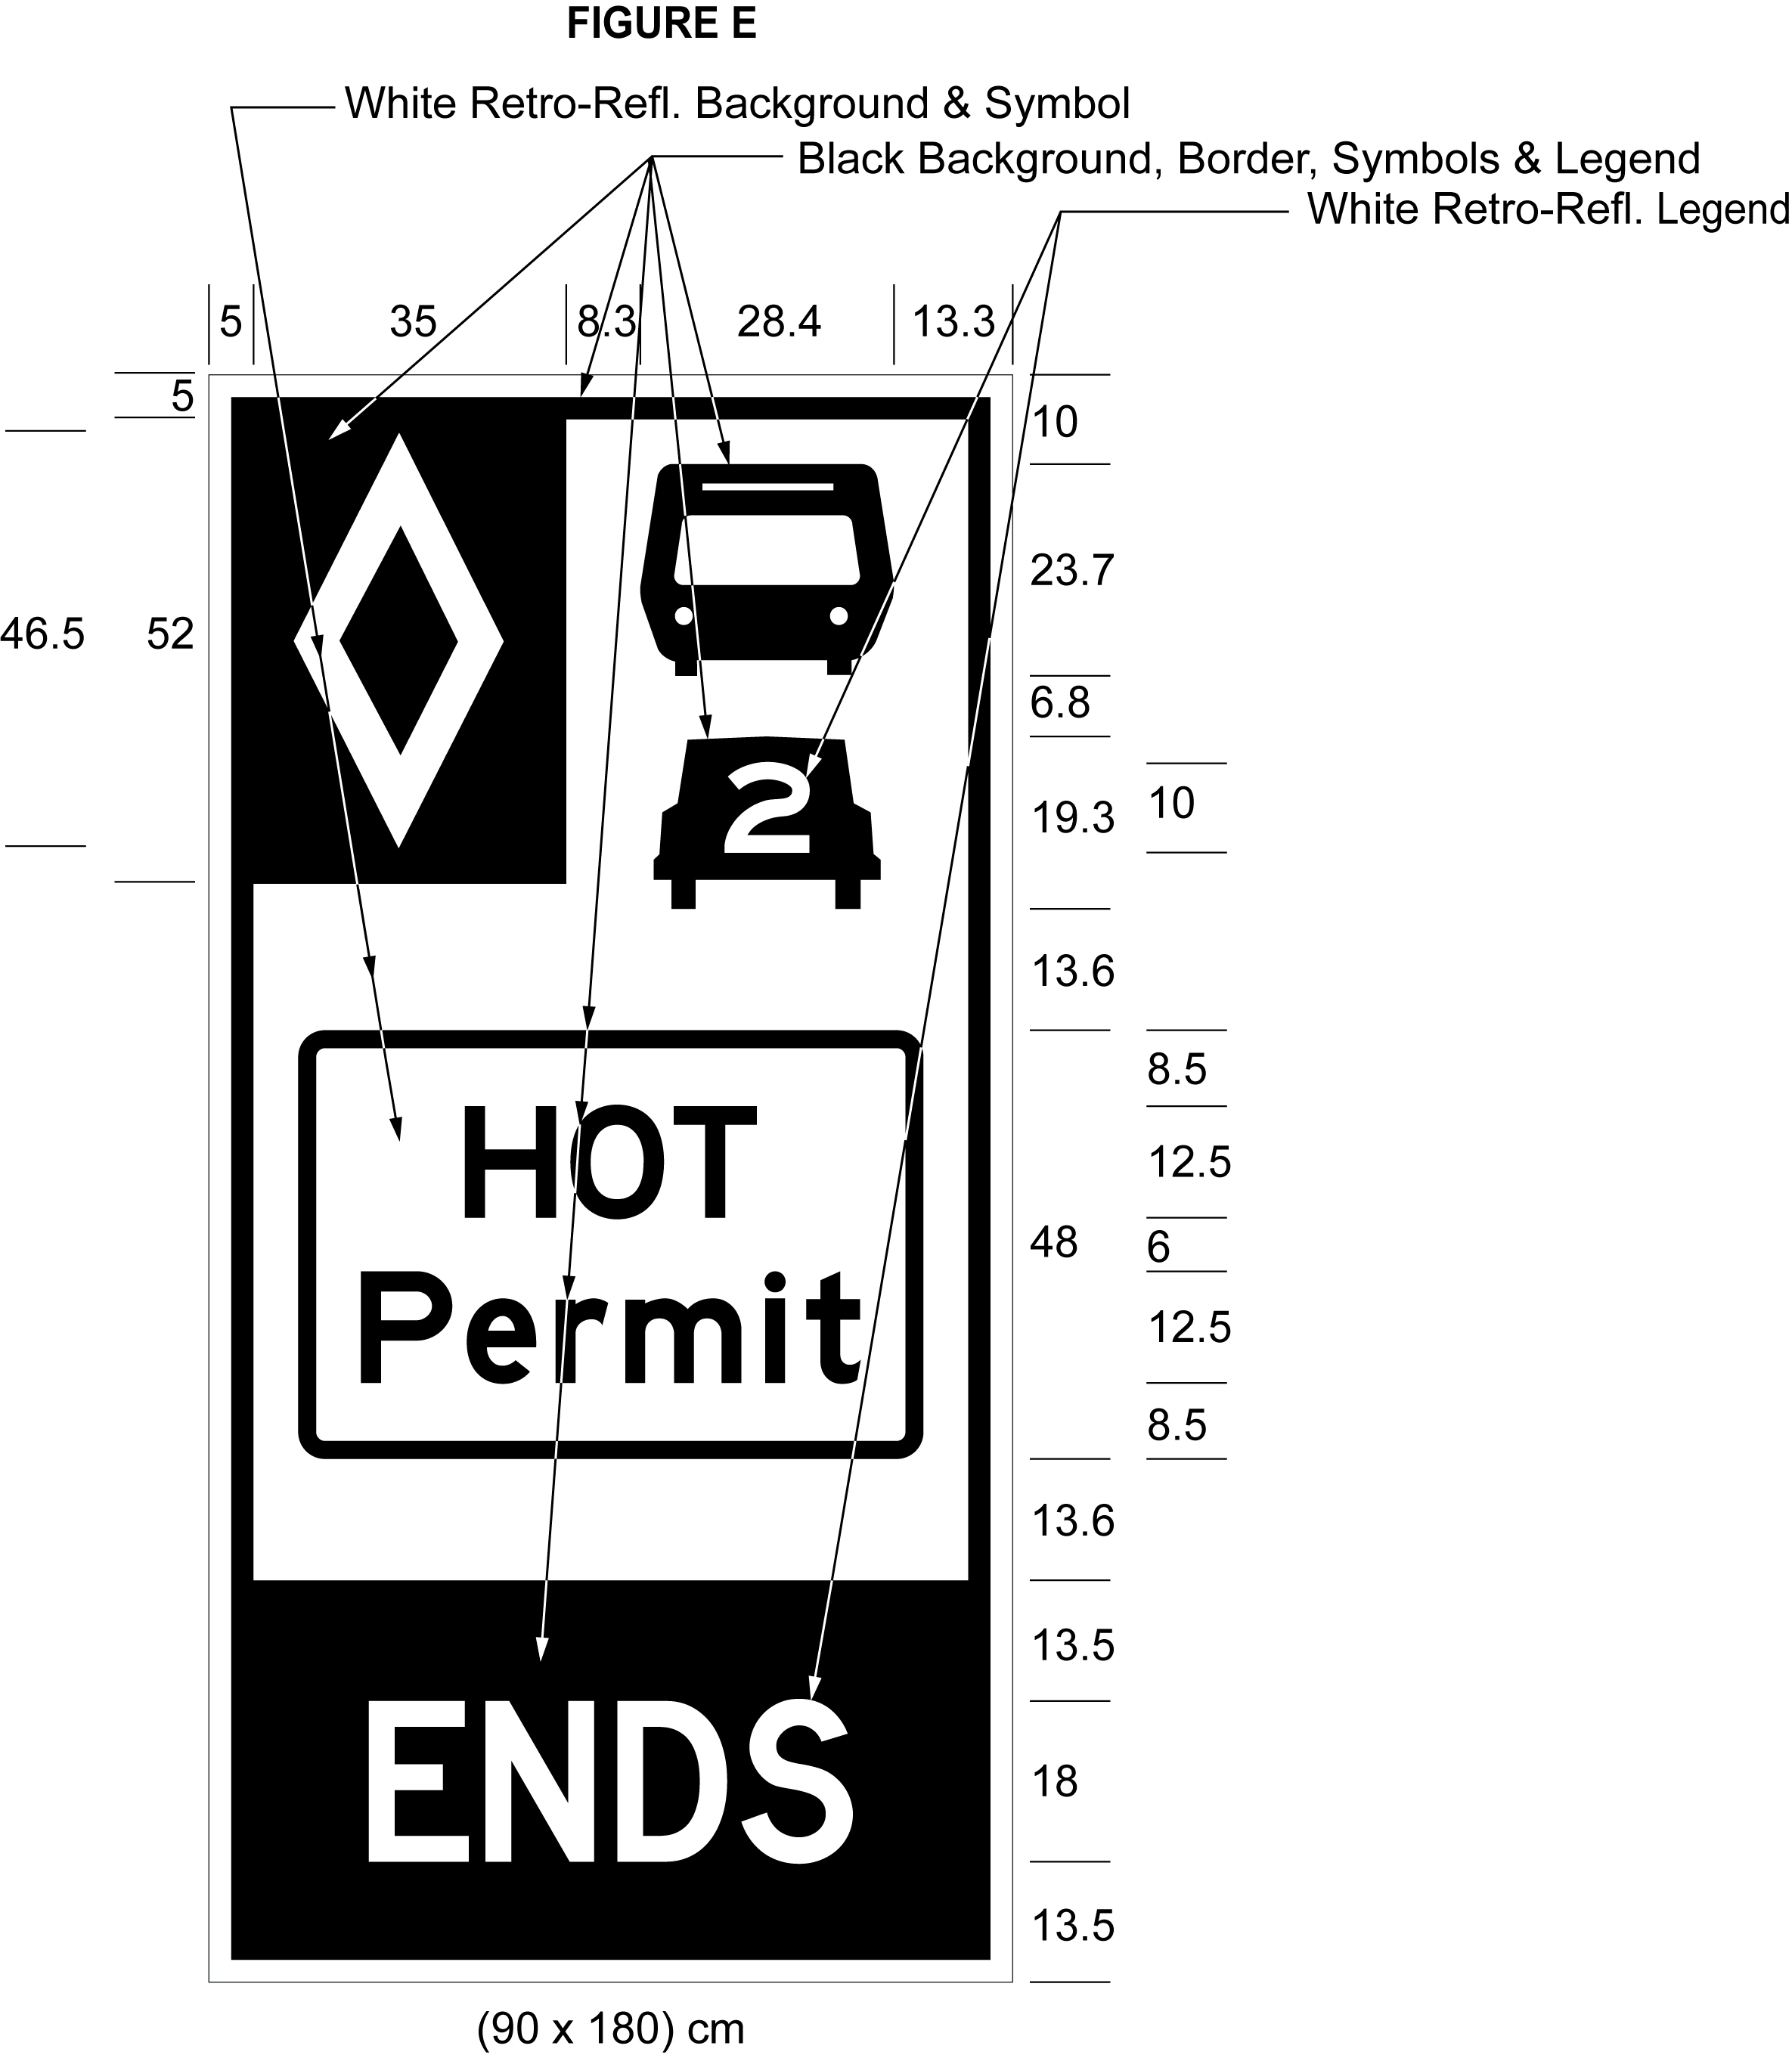 FIGURE E
White Retro-Refl. Background & Symbol
Black Background, Border, Symbols & Legend
White Retro-Refl. Legend
5 35 8.3 28.4 13.3
5
10
23.7
46.5 52
6.8
2
19.3 10
13.6
8.5
HOT
12.5
48 6
Permit
12.5
8.5
13.6
13.5
ENDS
18
13.5
(90 x 180) cm